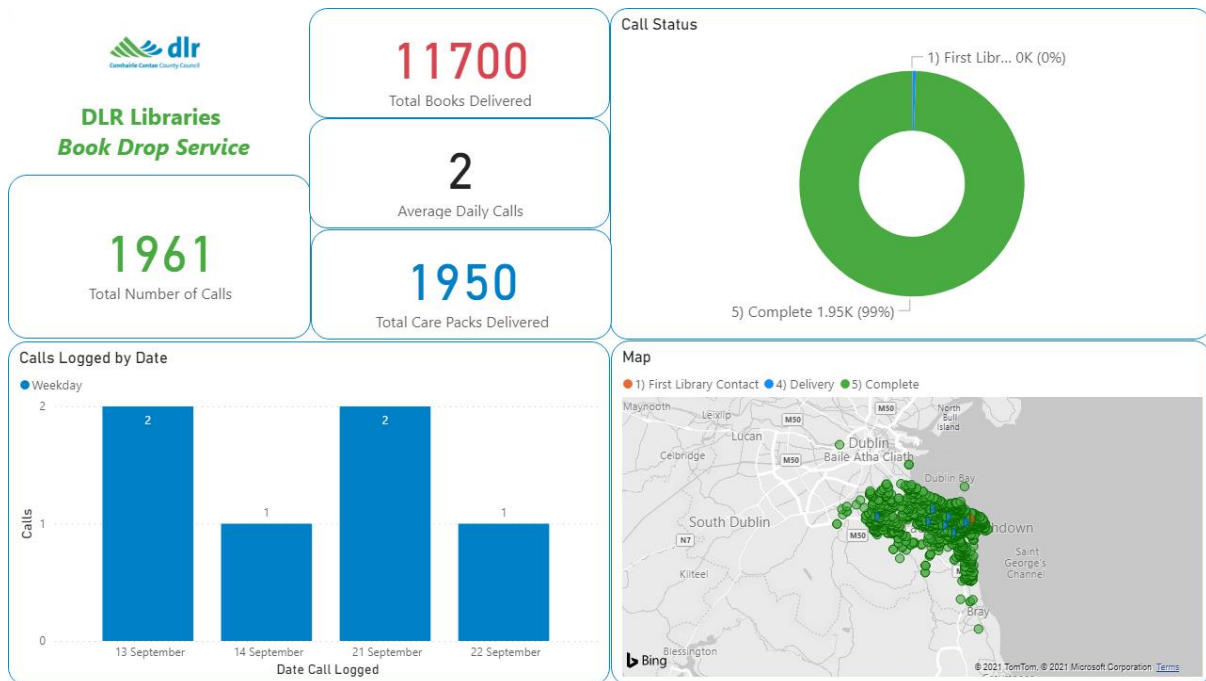 dlr
Comhairle Contae County Council
DLR Libraries
Book Drop Service
1961
Total Number of Calls
11700
Total Books Delivered
2
Average Daily Calls
1950
Total Care Packs Delivered
Call Status
1) First Libr... 0K (0%)
5) Complete 1.95K (99%)
Calls Logged by Date
Weekday
2
1
0
Calls
2
1
2
1
13 September
14 September
21 September
22 September
Date Call Logged
Map
1) First Library Contact 4) Delivery 5) Complete
Maynooth
Leixlip
M50
North
Bull
Island
M50
Lucan
Dublin
Baile Atha Cliath
Celbridge
M50
Dublin Bay
South Dublin
M50
hdown
N7
Saint
George's
Channel
Kilteel
M
Bray
Blessington
Bing
© 2021 TomTom, © 2021 Microsoft Corporation Terms